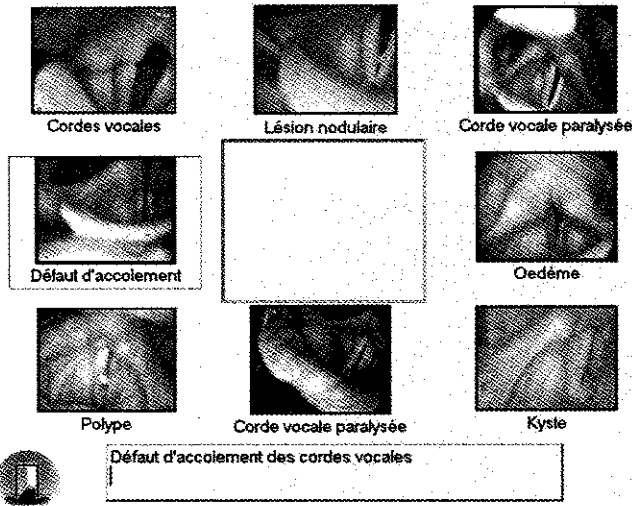 Cordes vocales
Lésion nodulaire
Corde vocale paralysée
Défaut d'accolement
Oedème
Polype
Corde vocale paralysée
Kyste
Défaut d'accolement des cordes vocales